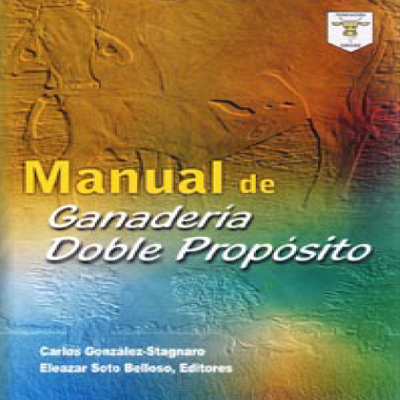 Manual de
Ganadería
Doble Propósito
Carlos González-Stagnaro
Eleazar Soto Belloso, Editores